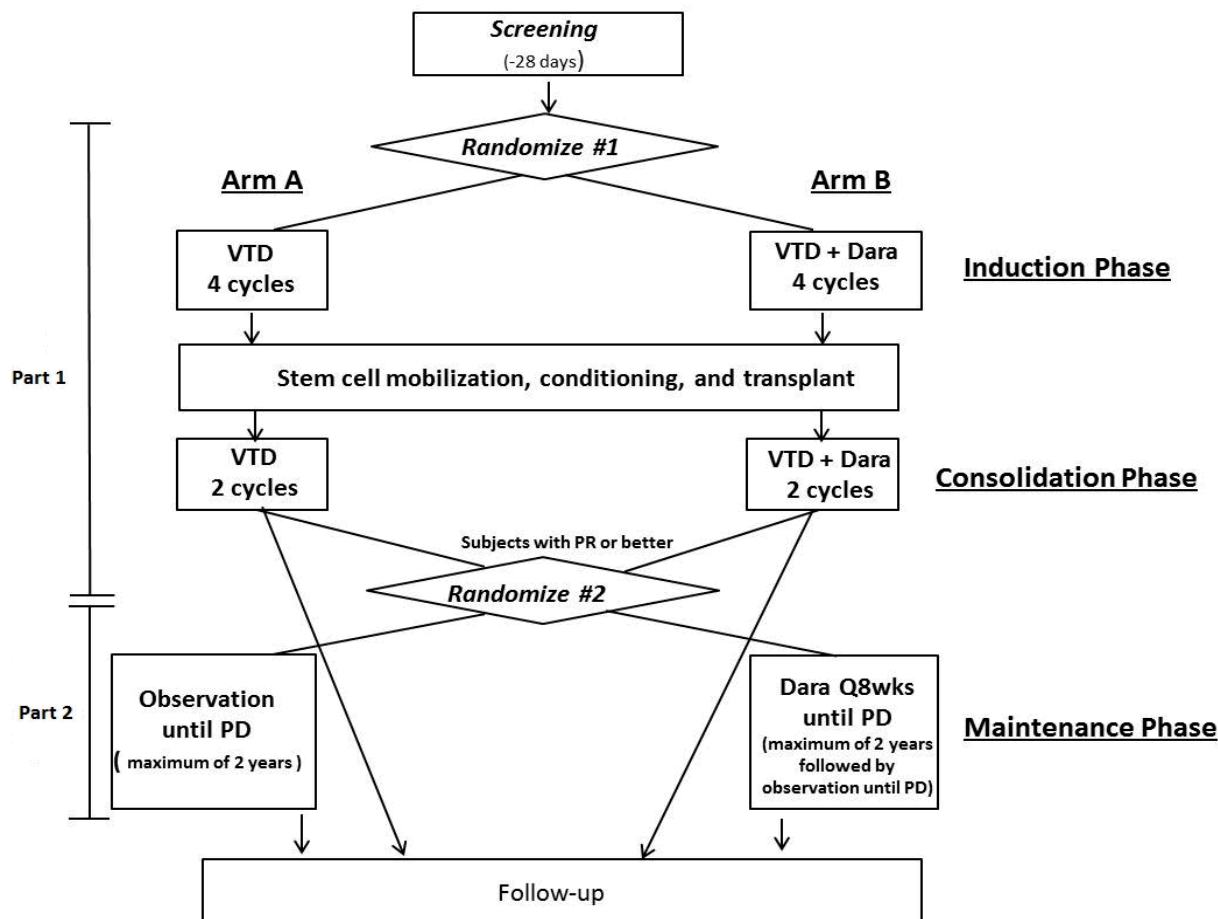 Screening
(-28 days)
Randomize #1
Arm A
Arm B
VTD
4 cycles
VTD + Dara
4 cycles
Induction Phase
Part 1
Stem cell mobilization, conditioning, and transplant
VTD
2 cycles
VTD + Dara
2 cycles
Consolidation Phase
Subjects with PR or better
Randomize #2
Part 2
Observation
until PD
( maximum of 2 years )
Dara Q8wks
until PD
(maximum of 2 years
followed by
observation until PD)
Maintenance Phase
Follow-up